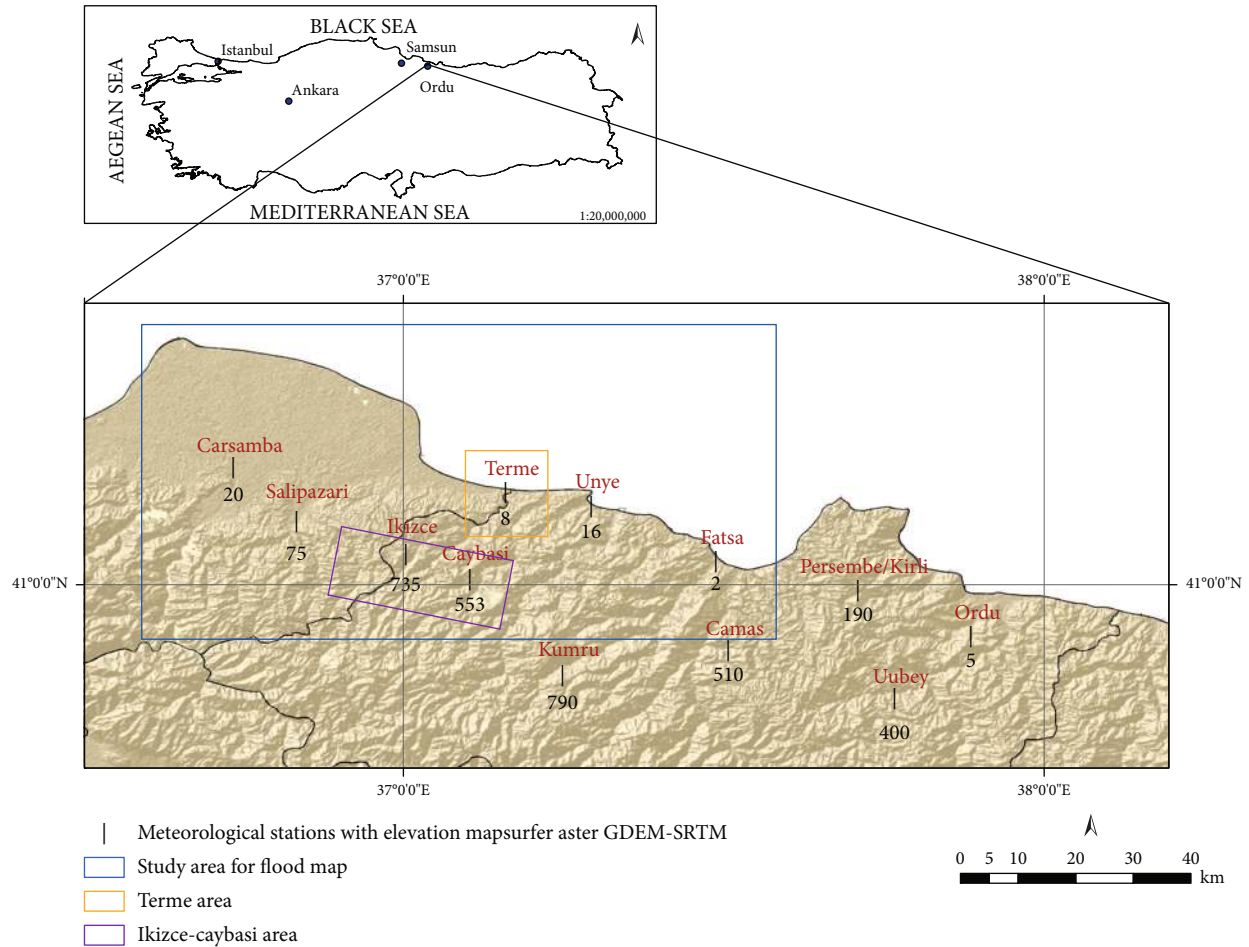 BLACK SEA
Istanbul
Samsun
Ankara
Ordu
AEGEAN SEA
MEDITERRANEAN SEA
1:20,000,000
37°0'0"E
38°0'0"E
Carsamba
20
Salipazari
75
Terme
8
Unye
16
Ikizce
735
Caybasi
553
Fatsa
2
Persembe/Kirli
190
41°0'0"N
41°0'0"N
Ordu
5
Camas
510
Kumru
790
Uubey
400
37°0'0"E
38°0'0"E
Meteorological stations with elevation mapsurfer aster GDEM-SRTM
Study area for flood map
Terme area
Ikizce-caybasi area
0 5 10 20 30 40
km